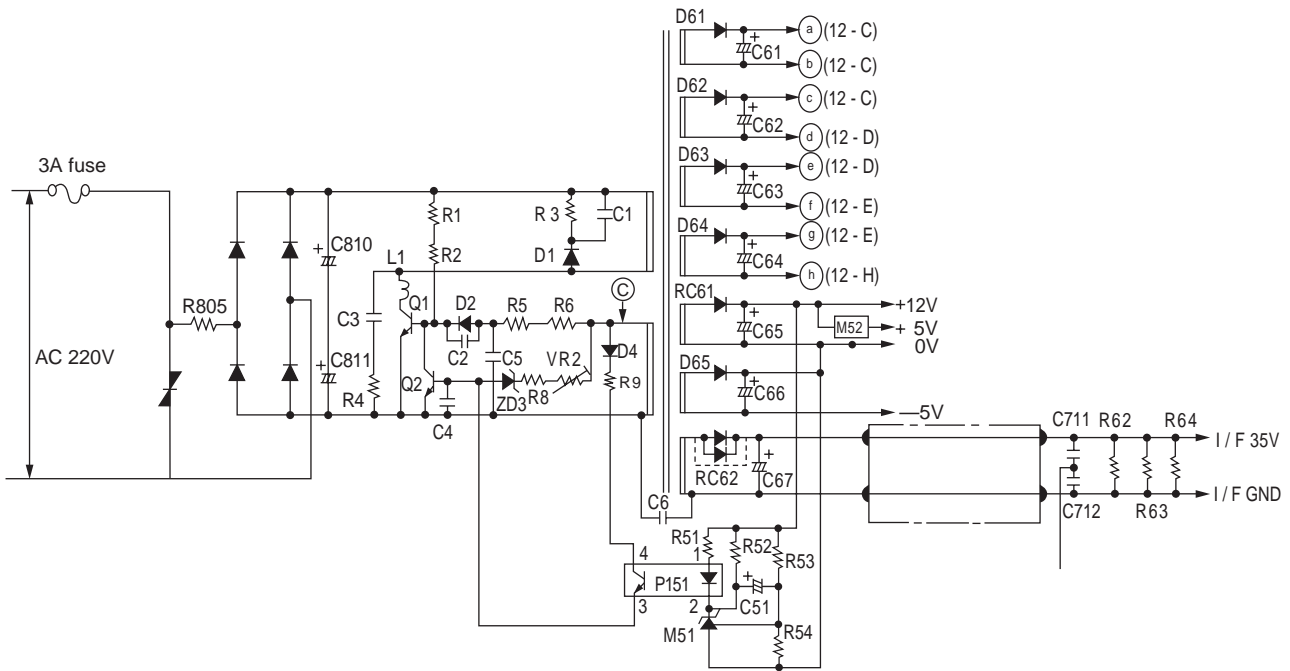 D61
a (12 - C)
+
C61
b (12 - C)
D62
c (12 - C)
+
C62
d (12 - D)
D63
e (12 - D)
+
C63
f (12 - E)
D64
g (12 - E)
+
C64
h (12 - H)
RC61
+12V
+
C65
M52
+ 5V
0V
D65
+
C66
—5V
RC62
+
C67
C711
R62
R64
I / F 35V
C712
R63
I / F GND
3A fuse
AC 220V
R805
+
C810
+
C811
R1
R2
R 3
C1
D1
L1
C3
R4
Q1
D2
R5
R6
C
C2
C5
VR2
D4
R9
Q2
ZD3
R8
C4
C6
R51
R52
R53
4
1
P151
+
C51
3
2
M51
R54